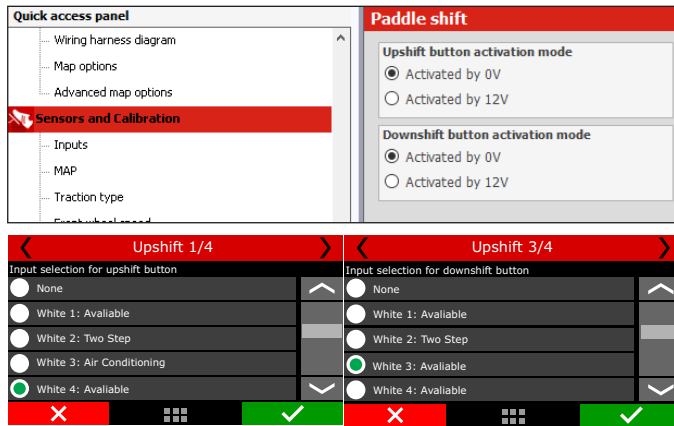 Quick access panel
Wiring harness diagram
Map options
Advanced map options
Sensors and Calibration
Inputs
MAP
Traction type
Front wheel speed
Paddle shift
Upshift button activation mode
Activated by 0V
Activated by 12V
Downshift button activation mode
Activated by 0V
Activated by 12V
Upshift 1/4
Input selection for upshift button
None
White 1: Avaliable
White 2: Two Step
White 3: Air Conditioning
White 4: Avaliable
Upshift 3/4
Input selection for downshift button
None
White 1: Avaliable
White 2: Two Step
White 3: Avaliable
White 4: Avaliable